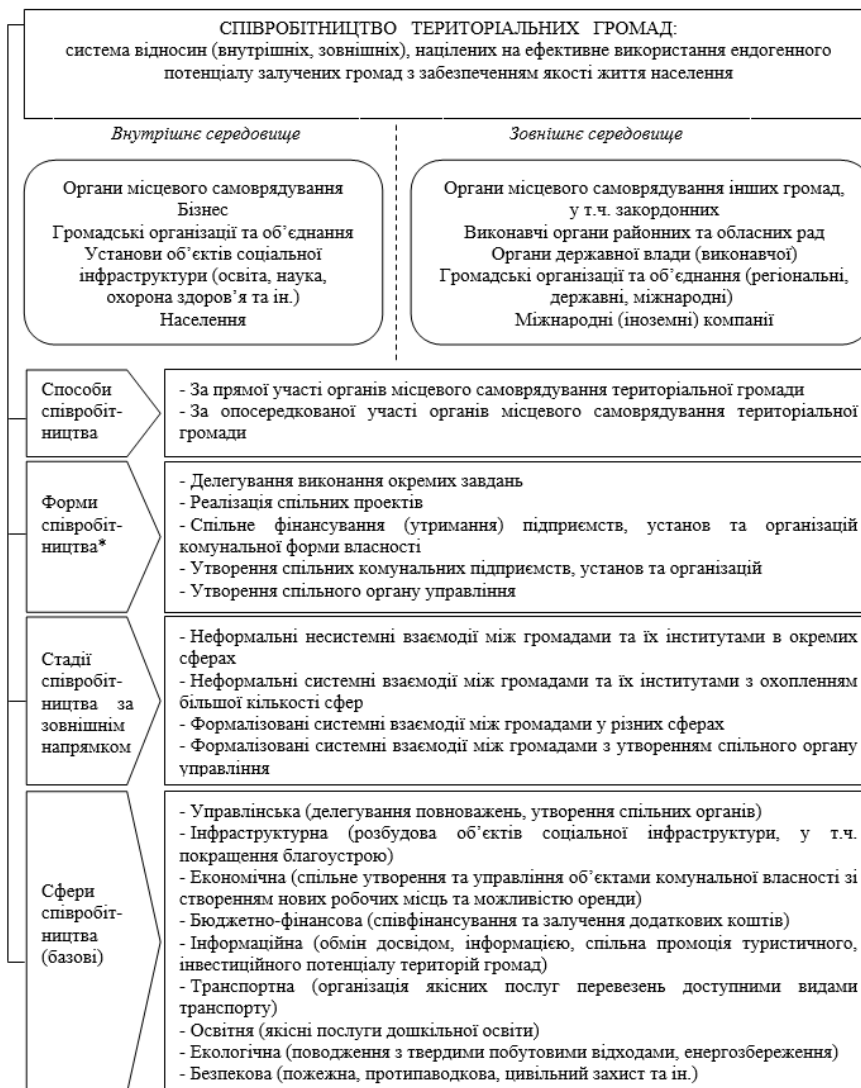 СПІВРОБІТНИЦТВО ТЕРИТОРІАЛЬНИХ ГРОМАД:
система відносин (внутрішніх, зовнішніх), націлених на ефективне використання ендогенного
потенціалу залучених громад з забезпеченням якості життя населення
Внутрішнє середовище
Органи місцевого самоврядування
Бізнес
Громадські організації та об’єднання
Установи об’єктів соціальної
інфраструктури (освіта, наука,
охорона здоров’я та ін.)
Населення
Зовнішнє середовище
Органи місцевого самоврядування інших громад,
у т.ч. закордонних
Виконавчі органи районних та обласних рад
Органи державної влади (виконавчої)
Громадські організації та об’єднання (регіональні,
державні, міжнародні)
Міжнародні (іноземні) компанії
Способи
співробіт-
ництва
- За прямої участі органів місцевого самоврядування територіальної громади
- За опосередкованої участі органів місцевого самоврядування територіальної
громади
Форми
співробіт-
ництва*
- Делегування виконання окремих завдань
- Реалізація спільних проектів
- Спільне фінансування (утримання) підприємств, установ та організацій
комунальної форми власності
- Утворення спільних комунальних підприємств, установ та організацій
- Утворення спільного органу управління
Стадії
співробіт-
ництва за
зовнішнім
напрямком
- Неформальні несистемні взаємодії між громадами та їх інститутами в окремих
сферах
- Неформальні системні взаємодії між громадами та їх інститутами з охопленням
більшої кількості сфер
- Формалізовані системні взаємодії між громадами у різних сферах
- Формалізовані системні взаємодії між громадами з утворенням спільного органу
управління
Сфери
співробіт-
ництва
(базові)
- Управлінська (делегування повноважень, утворення спільних органів)
- Інфраструктурна (розбудова об’єктів соціальної інфраструктури, у т.ч.
покращення благоустрою)
- Економічна (спільне утворення та управління об’єктами комунальної власності зі
створенням нових робочих місць та можливістю оренди)
- Бюджетно-фінансова (співфінансування та залучення додаткових коштів)
- Інформаційна (обмін досвідом, інформацією, спільна промоція туристичного,
інвестиційного потенціалу територій громад)
- Транспортна (організація якісних послуг перевезень доступними видами
транспорту)
- Освітня (якісні послуги дошкільної освіти)
- Екологічна (поводження з твердими побутовими відходами, енергозбереження)
- Безпекова (пожежна, протипаводкова, цивільний захист та ін.)